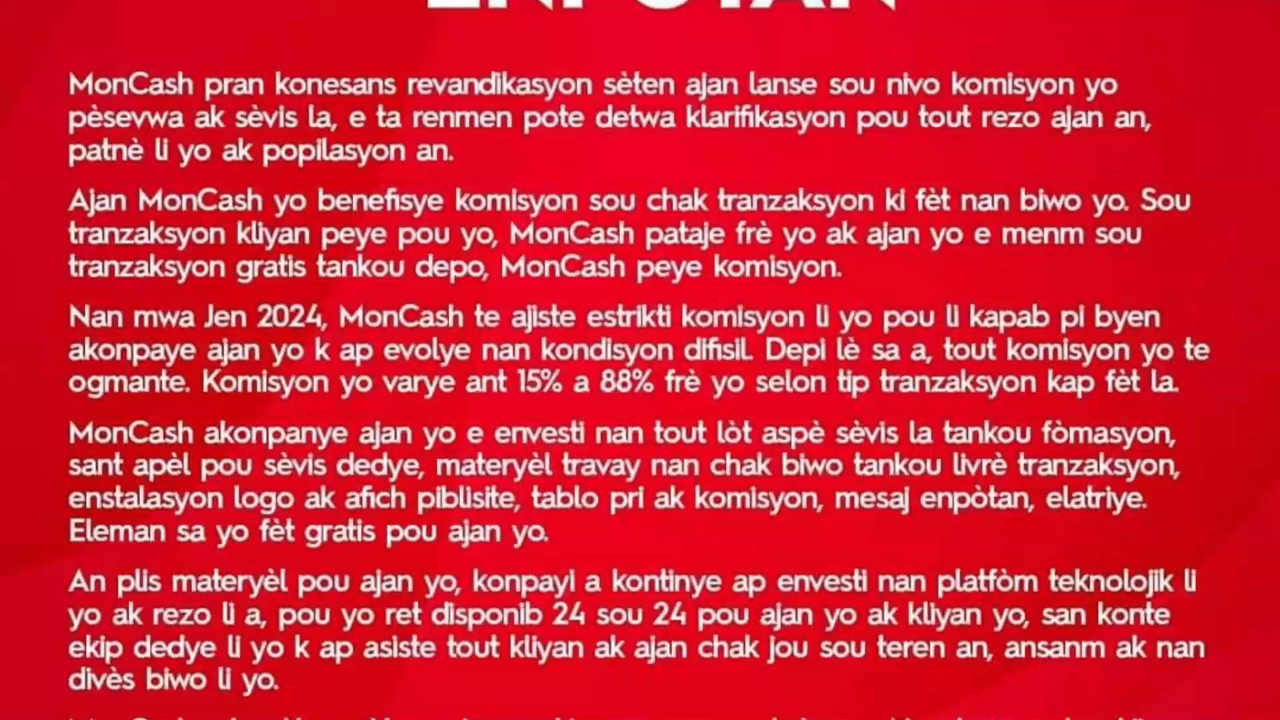 ENPÒTAN
MonCash pran konesans revandikasyon sèten ajan lanse sou nivo komisyon yo
pèsevwa ak sèvis la, e ta renmen pote detwa klarifikasyon pou tout rezo ajan an,
patnè li yo ak popilasyon an.
Ajan MonCash yo benefisye komisyon sou chak tranzaksyon ki fèt nan biwo yo. Sou
tranzaksyon kliyan peye pou yo, MonCash pataje frè yo ak ajan yo e menm sou
tranzaksyon gratis tankou depo, MonCash peye komisyon.
Nan mwa Jen 2024, MonCash te ajiste estrikti komisyon li yo pou li kapab pi byen
akonpaye ajan yo k ap evolye nan kondisyon difisil. Depi lè sa a, tout komisyon yo te
ogmante. Komisyon yo varye ant 15% a 88% frè yo selon tip tranzaksyon kap fèt la.
MonCash akonpanye ajan yo e envesti nan tout lòt aspè sèvis la tankou fòmasyon,
sant apèl pou sèvis dedye, materyèl travay nan chak biwo tankou livrè tranzaksyon,
enstalasyon logo ak afich piblisite, tablo pri ak komisyon, mesaj enpòtan, elatriye.
Eleman sa yo fèt gratis pou ajan yo.
An plis materyèl pou ajan yo, konpayi a kontinye ap envesti nan platfòm teknolojik li
yo ak rezo li a, pou yo ret disponib 24 sou 24 pou ajan yo ak kliyan yo, san konte
ekip dedye li yo k ap asiste tout kliyan ak ajan chak jou sou teren an, ansanm ak nan
divès biwo li yo.